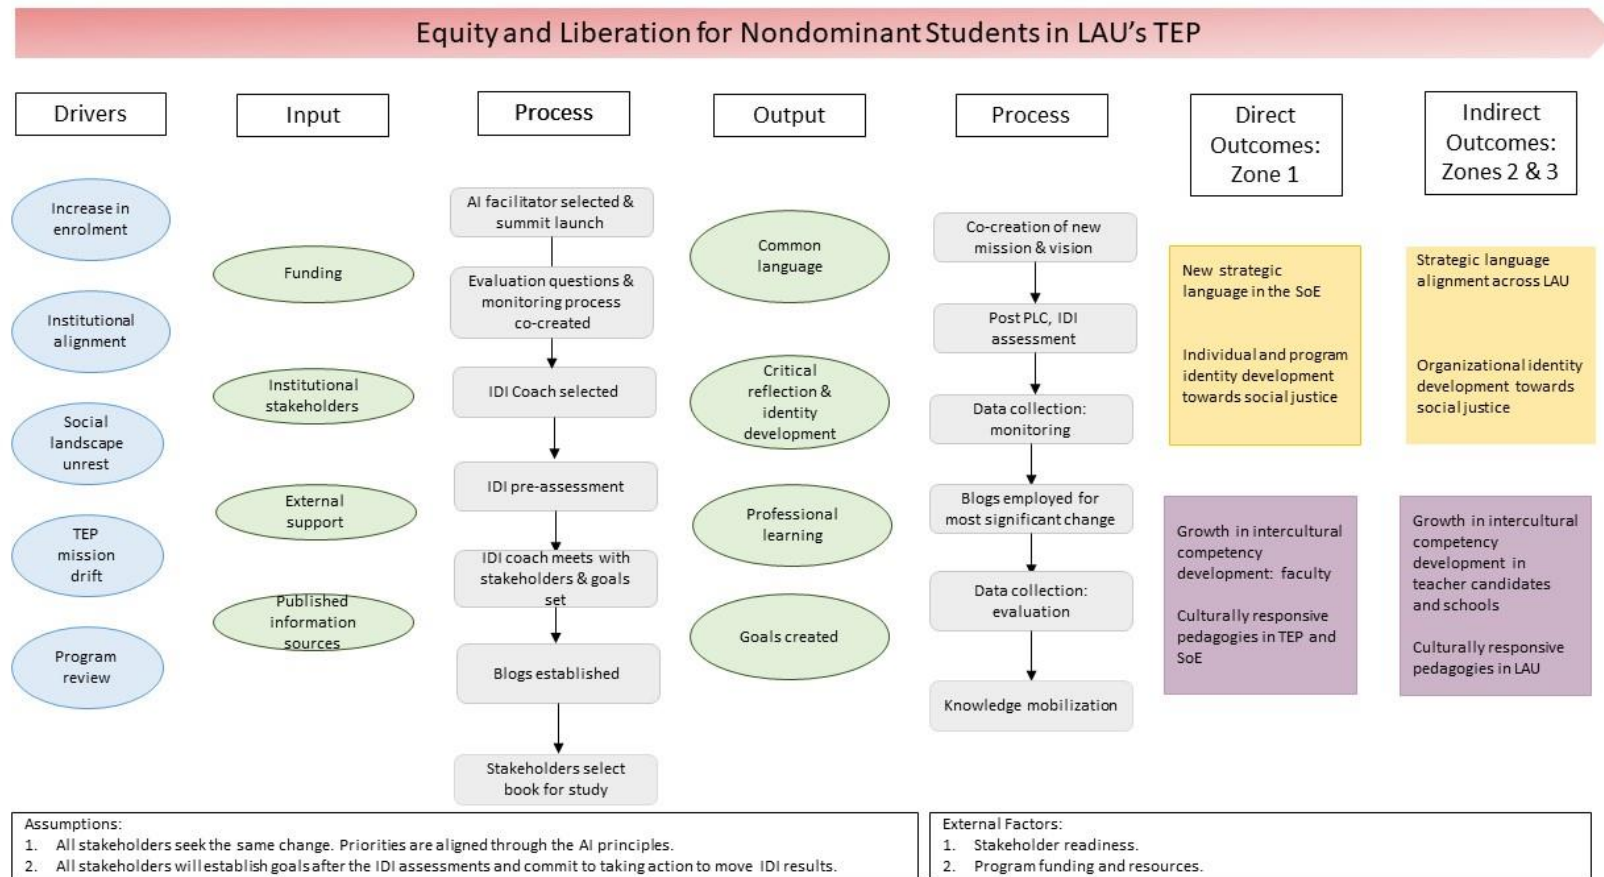 Equity and Liberation for Nondominant Students in LAU's TEP
Drivers
Increase in
enrolment
Institutional
alignment
Social
landscape
unrest
TEP
mission
drift
Program
review
Input
Funding
Institutional
stakeholders
External
support
Published
information
sources
Process
AI facilitator selected &
summit launch
Evaluation questions &
monitoring process
co-created
IDI Coach selected
IDI pre-assessment
IDI coach meets with
stakeholders & goals
set
Blogs established
Stakeholders select
book for study
Output
Common
language
Critical
reflection &
identity
development
Professional
learning
Goals created
Process
Co-creation of new
mission & vision
Post PLC, IDI
assessment
Data collection:
monitoring
Blogs employed for
most significant change
Data collection:
evaluation
Knowledge mobilization
Direct
Outcomes:
Zone 1
New strategic
language in the SoE
Individual and program
identity development
towards social justice
Growth in intercultural
competency
development: faculty
Culturally responsive
pedagogies in TEP and
SoE
Indirect
Outcomes:
Zones 2 & 3
Strategic language
alignment across LAU
Organizational identity
development towards
social justice
Growth in intercultural
competency
development in
teacher candidates
and schools
Culturally responsive
pedagogies in LAU
Assumptions:
1. All stakeholders seek the same change. Priorities are aligned through the AI principles.
2. All stakeholders will establish goals after the IDI assessments and commit to taking action to move IDI results.
External Factors:
1. Stakeholder readiness.
2. Program funding and resources.